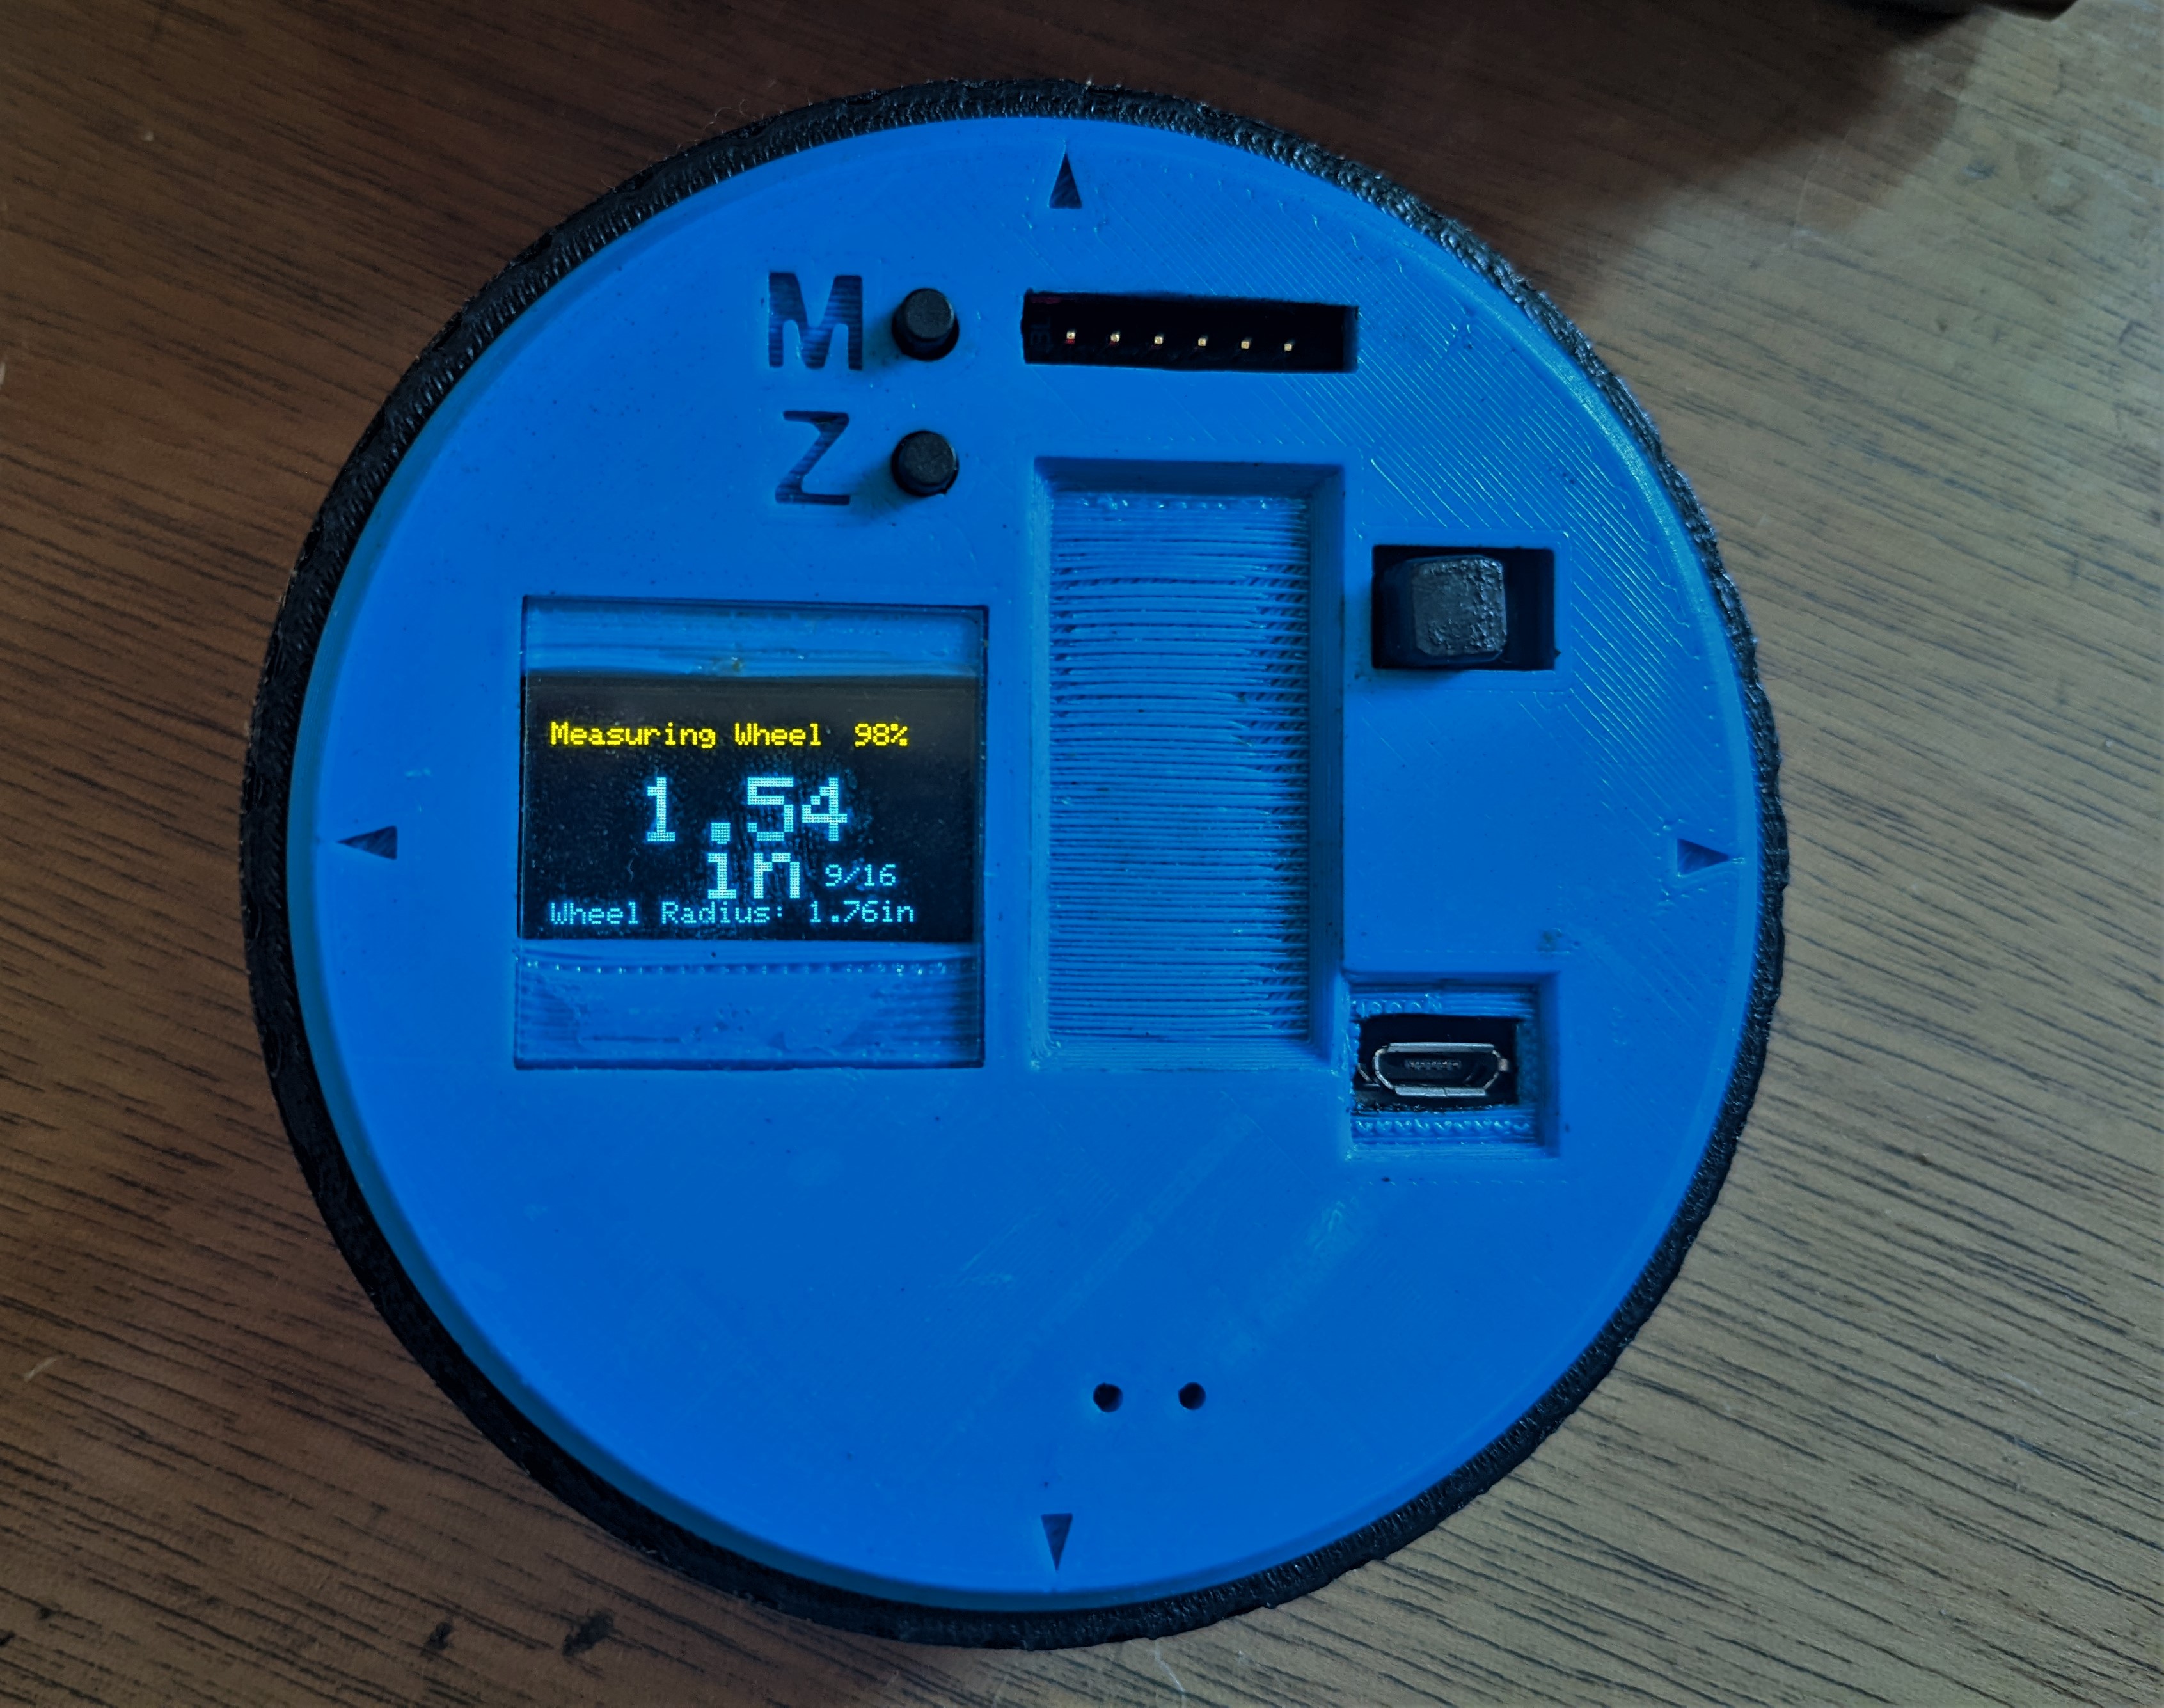 M
Z
Measuring Wheel 98%
1.54
in 9/16
Wheel Radius: 1.76in